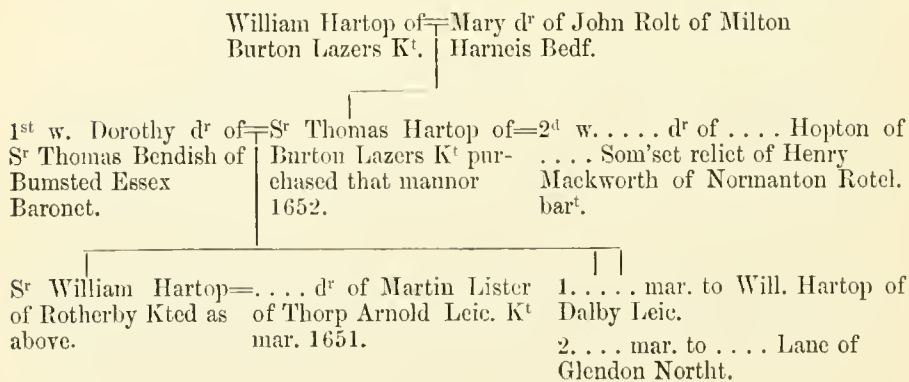 William Hartop of=Mary dʳ of John Rolt of Milton
Burton Lazers Kᵗ. Harneis Bedf.
1ˢᵗ w. Dorothy dʳ of=Sʳ Thomas Hartop of=2ᵈ w. . . . . dʳ of . . . . Hopton of
Sʳ Thomas Bendish of Burton Lazers Kᵗ pur- . . . . Som'set relict of Henry
Bumsted Essex chased that mannor Mackworth of Normanton Rotel.
Baronet. 1652. barᵗ.
Sʳ William Hartop=. . . . dʳ of Martin Lister 1. . . . . mar. to Will. Hartop of
of Rotherby Kted as of Thorp Arnold Leic. Kᵗ Dalby Leic.
above. mar. 1651. 2. . . . mar. to . . . . Lane of
Glendon Northt.